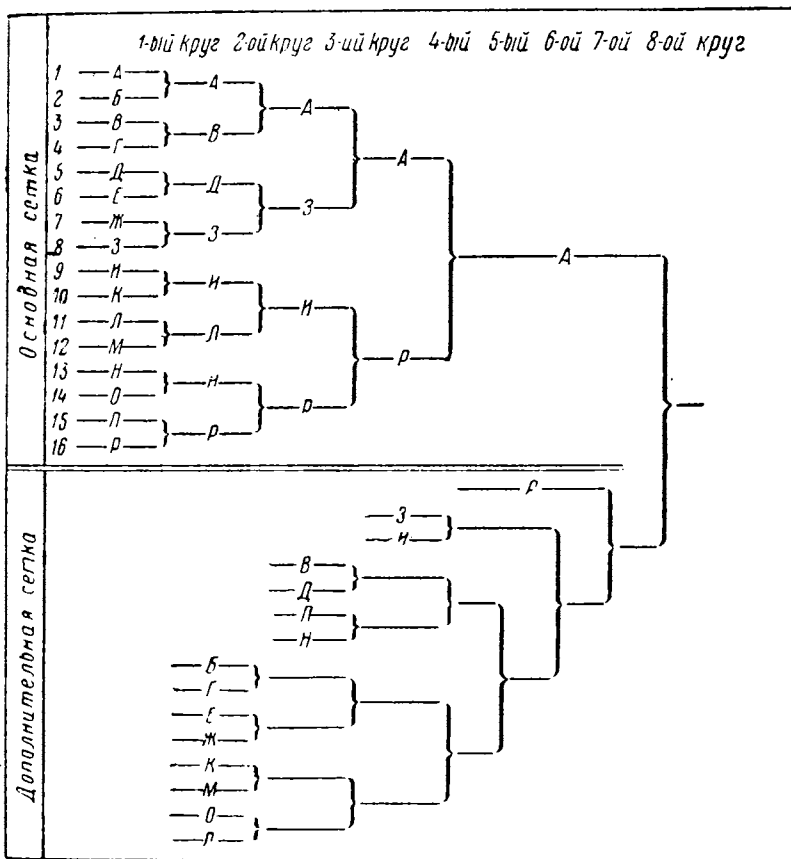 1-ый круг 2-ой круг 3-ий круг 4-ый 5-ый 6-ой 7-ой 8-ой круг
Основная сетка
1 А А
2 Б А
3 В В
4 Г А
5 Д Д
6 Е З
7 Ж З
8 З
А
9 И И
10 К И
11 Л Л
12 М Р
13 Н Н
14 О Р
15 П Р
16 Р
Дополнительная сетка
Р
З
И
В
Д
Л
Н
Б
Г
Е
Ж
К
М
О
П